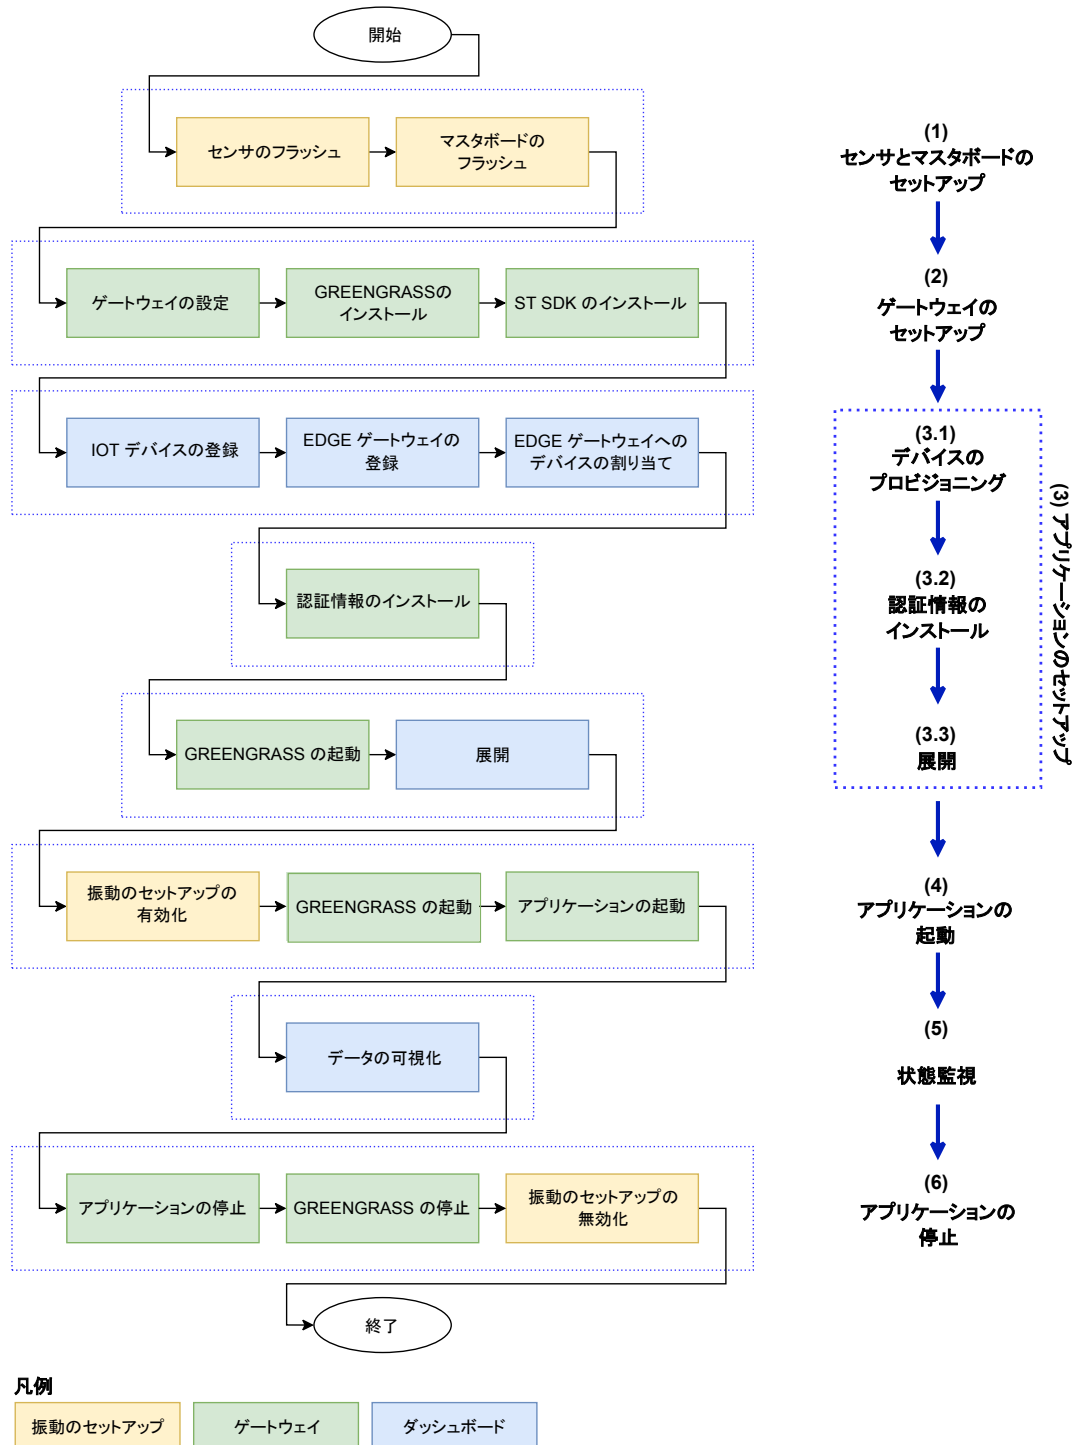 開始
センサのフラッシュ
マスタボードの
フラッシュ
(1)
センサとマスタボードの
セットアップ
ゲートウェイの設定
GREENGRASSの
インストール
ST SDK のインストール
(2)
ゲートウェイの
セットアップ
IOT デバイスの登録
EDGE ゲートウェイの
登録
EDGE ゲートウェイへの
デバイスの割り当て
(3.1)
デバイスの
プロビジョニング
認証情報のインストール
(3.2)
認証情報の
インストール
(3) アプリケーションのセットアップ
GREENGRASS の起動
展開
(3.3)
展開
振動のセットアップの
有効化
GREENGRASS の起動
アプリケーションの起動
(4)
アプリケーションの
起動
データの可視化
(5)
状態監視
アプリケーションの停止
GREENGRASS の停止
振動のセットアップの
無効化
(6)
アプリケーションの
停止
終了
凡例
振動のセットアップ
ゲートウェイ
ダッシュボード